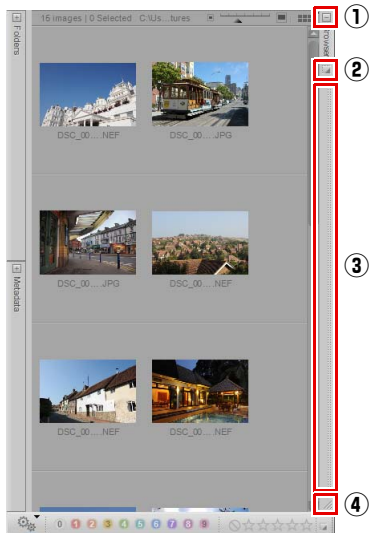 15 images | 0 Selected C:\Us...tures
①
Folders
Browser
②
DSC_00....NEF
DSC_00....JPG
③
DSC_00....JPG
DSC_00....NEF
Metadata
DSC_00....NEF
DSC_00....NEF
④
0 1 2 3 4 5 6 7 8 9